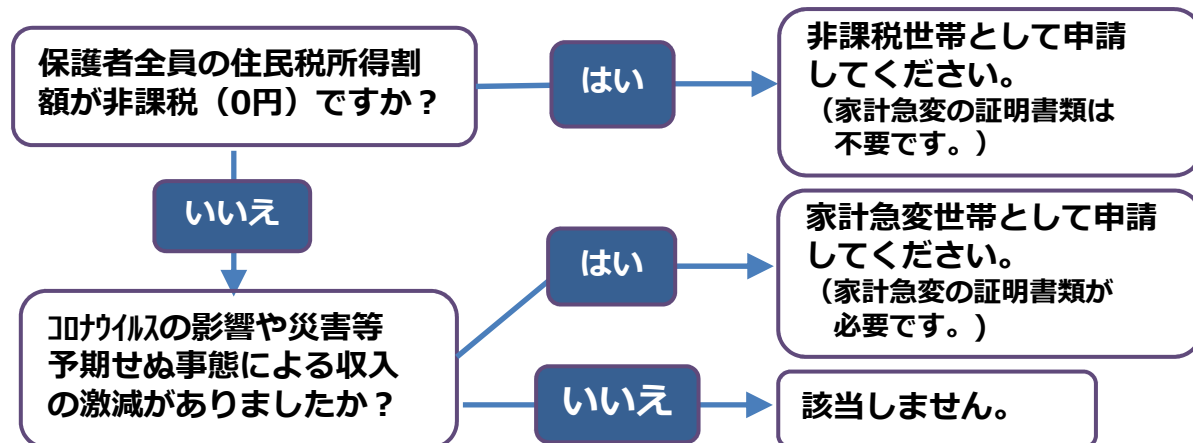 保護者全員の住民税所得割
額が非課税（0円）ですか？
はい
非課税世帯として申請
してください。
（家計急変の証明書類は
不要です。）
いいえ
ｺﾛﾅｳｲﾙｽの影響や災害等
予期せぬ事態による収入
の激減がありましたか？
はい
家計急変世帯として申請
してください。
（家計急変の証明書類が
必要です。)
いいえ
該当しません。